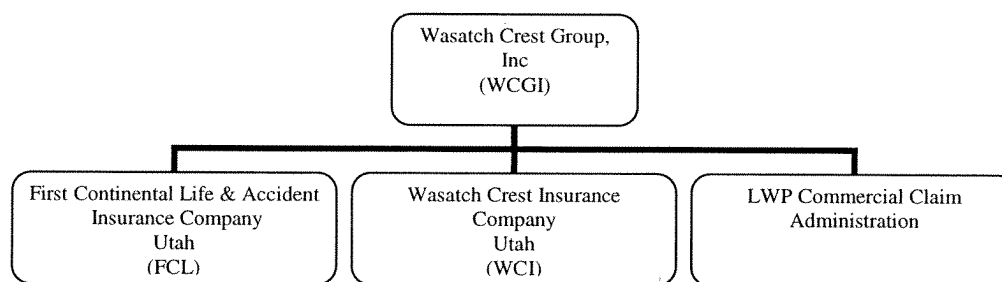 Wasatch Crest Group,
Inc
(WCGI)
First Continental Life & Accident
Insurance Company
Utah
(FCL)
Wasatch Crest Insurance
Company
Utah
(WCI)
LWP Commercial Claim
Administration